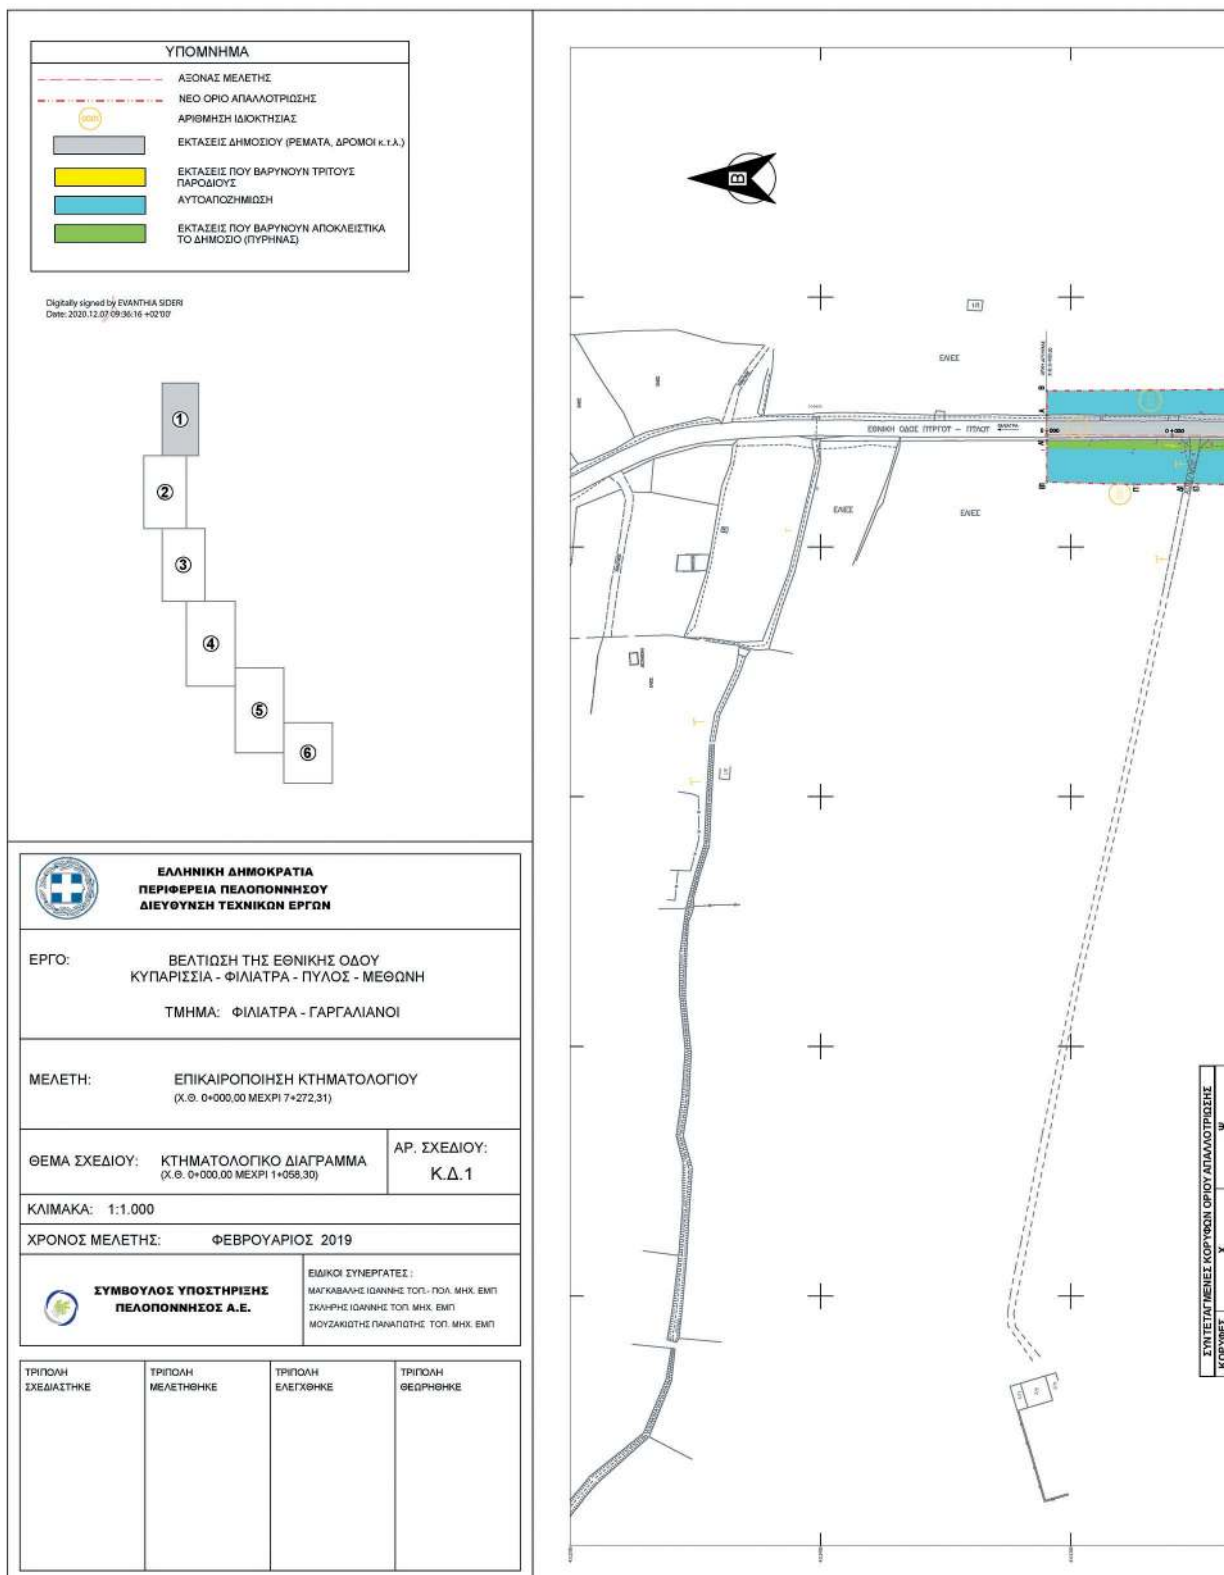 ΥΠΟΜΝΗΜΑ
ΑΞΟΝΑΣ ΜΕΛΕΤΗΣ
ΝΕΟ ΟΡΙΟ ΑΠΑΛΛΟΤΡΙΩΣΗΣ
ΑΡΙΘΜΗΣΗ ΙΔΙΟΚΤΗΣΙΑΣ
ΕΚΤΑΣΕΙΣ ΔΗΜΟΣΙΟΥ (ΡΕΜΑΤΑ, ΔΡΟΜΟΙ κ.τ.λ.)
ΕΚΤΑΣΕΙΣ ΠΟΥ ΒΑΡΥΝΟΥΝ ΤΡΙΤΟΥΣ
ΠΑΡΟΔΙΟΥΣ
ΑΥΤΟΑΠΟΖΗΜΙΩΣΗ
ΕΚΤΑΣΕΙΣ ΠΟΥ ΒΑΡΥΝΟΥΝ ΑΠΟΚΛΕΙΣΤΙΚΑ
ΤΟ ΔΗΜΟΣΙΟ (ΠΥΡΗΝΑΣ)
Digitally signed by EVANTHIA SIDERI
Date: 2020.12.07 09:36:16 +02'00'
1
2
3
4
5
6
ΕΛΛΗΝΙΚΗ ΔΗΜΟΚΡΑΤΙΑ
ΠΕΡΙΦΕΡΕΙΑ ΠΕΛΟΠΟΝΝΗΣΟΥ
ΔΙΕΥΘΥΝΣΗ ΤΕΧΝΙΚΩΝ ΕΡΓΩΝ
ΕΡΓΟ: ΒΕΛΤΙΩΣΗ ΤΗΣ ΕΘΝΙΚΗΣ ΟΔΟΥ
ΚΥΠΑΡΙΣΣΙΑ - ΦΙΛΙΑΤΡΑ - ΠΥΛΟΣ - ΜΕΘΩΝΗ
ΤΜΗΜΑ: ΦΙΛΙΑΤΡΑ - ΓΑΡΓΑΛΙΑΝΟΙ
ΜΕΛΕΤΗ: ΕΠΙΚΑΙΡΟΠΟΙΗΣΗ ΚΤΗΜΑΤΟΛΟΓΙΟΥ
(Χ.Θ. 0+000,00 ΜΕΧΡΙ 7+272,31)
ΘΕΜΑ ΣΧΕΔΙΟΥ: ΚΤΗΜΑΤΟΛΟΓΙΚΟ ΔΙΑΓΡΑΜΜΑ
(Χ.Θ. 0+000,00 ΜΕΧΡΙ 1+058,30)
ΑΡ. ΣΧΕΔΙΟΥ:
Κ.Δ.1
ΚΛΙΜΑΚΑ: 1:1.000
ΧΡΟΝΟΣ ΜΕΛΕΤΗΣ: ΦΕΒΡΟΥΑΡΙΟΣ 2019
ΣΥΜΒΟΥΛΟΣ ΥΠΟΣΤΗΡΙΞΗΣ
ΠΕΛΟΠΟΝΝΗΣΟΣ Α.Ε.
ΕΙΔΙΚΟΙ ΣΥΝΕΡΓΑΤΕΣ :
ΜΑΓΚΑΒΑΛΗΣ ΙΩΑΝΝΗΣ ΤΟΠ.- ΠΟΛ. ΜΗΧ. ΕΜΠ
ΣΚΛΗΡΗΣ ΙΩΑΝΝΗΣ ΤΟΠ. ΜΗΧ. ΕΜΠ
ΜΟΥΖΑΚΙΩΤΗΣ ΠΑΝΑΓΙΩΤΗΣ ΤΟΠ. ΜΗΧ. ΕΜΠ
ΤΡΙΠΟΛΗ
ΣΧΕΔΙΑΣΤΗΚΕ
ΤΡΙΠΟΛΗ
ΜΕΛΕΤΗΘΗΚΕ
ΤΡΙΠΟΛΗ
ΕΛΕΓΧΘΗΚΕ
ΤΡΙΠΟΛΗ
ΘΕΩΡΗΘΗΚΕ
Β
ΕΛΙΕΣ
ΕΘΝΙΚΗ ΟΔΟΣ ΠΥΡΓΟΥ - ΠΥΛΟΥ
ΕΛΙΕΣ
ΕΛΙΕΣ
ΣΥΝΤΕΤΑΓΜΕΝΕΣ ΚΟΡΥΦΩΝ ΟΡΙΟΥ ΑΠΑΛΛΟΤΡΙΩΣΗΣ
ΚΟΡΥΦΕΣ Χ Ψ